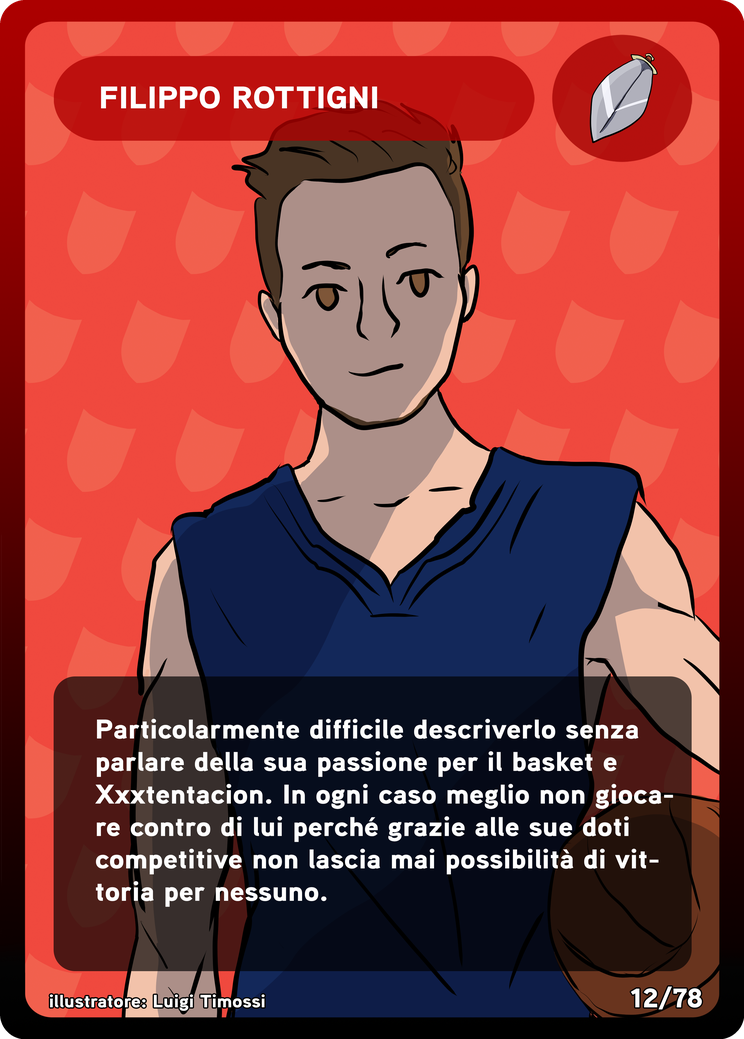 FILIPPO ROTTIGNI
Particolarmente difficile descriverlo senza
parlare della sua passione per il basket e
Xxxtentacion. In ogni caso meglio non gioca-
re contro di lui perché grazie alle sue doti
competitive non lascia mai possibilità di vit-
toria per nessuno.
illustratore: Luigi Timossi
12/78